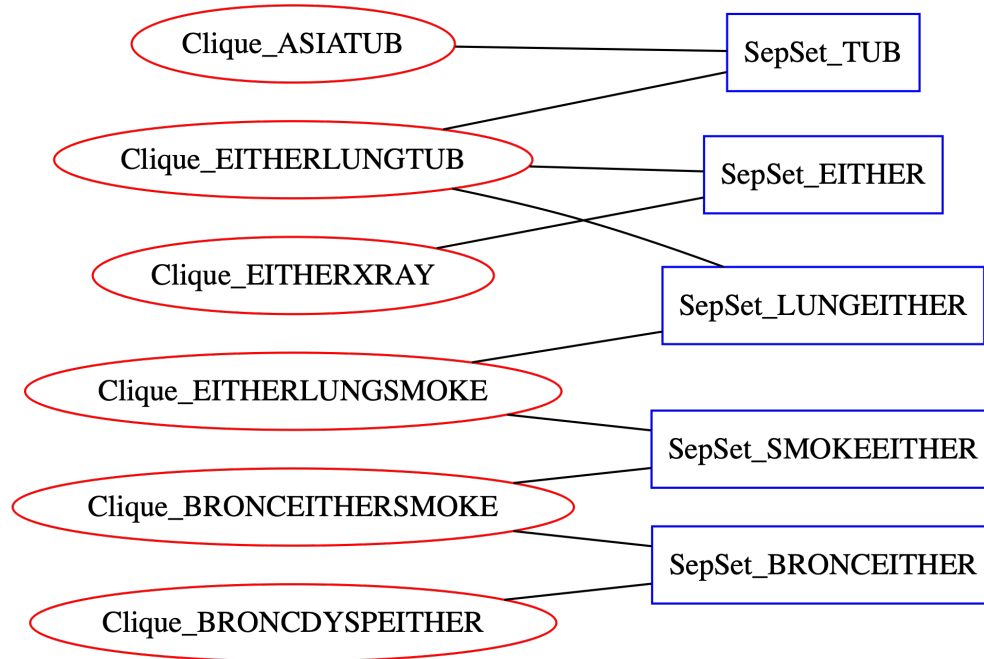 Clique_ASIATUB
SepSet_TUB
Clique_EITHERLUNGTUB
SepSet_EITHER
Clique_EITHERXRAY
SepSet_LUNGEITHER
Clique_EITHERLUNGSMOKE
SepSet_SMOKEEITHER
Clique_BRONCEITHERSMOKE
SepSet_BRONCEITHER
Clique_BRONCDYSPEITHER